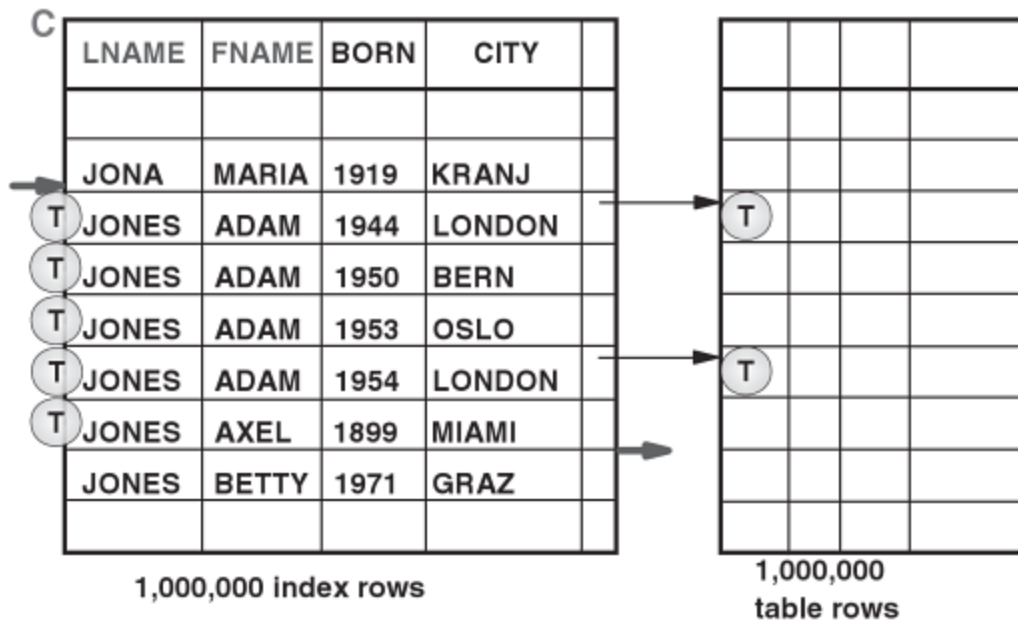 C
LNAME FNAME BORN CITY
JONA MARIA 1919 KRANJ
T JONES ADAM 1944 LONDON T
T JONES ADAM 1950 BERN
T JONES ADAM 1953 OSLO
T JONES ADAM 1954 LONDON T
T JONES AXEL 1899 MIAMI
JONES BETTY 1971 GRAZ
1,000,000 index rows
1,000,000
table rows